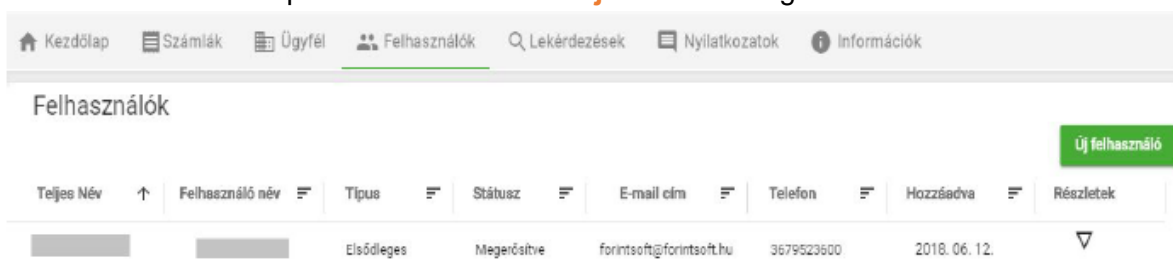 Kezdőlap Számlák Ügyfél Felhasználók Lekérdezések Nyilatkozatok Információk
Felhasználók
Új felhasználó
Teljes Név Felhasználó név Típus Státusz E-mail cím Telefon Hozzáadva Részletek
Elsődleges Megerősítve forintsoft@forintsoft.hu 3679523600 2018. 06. 12.